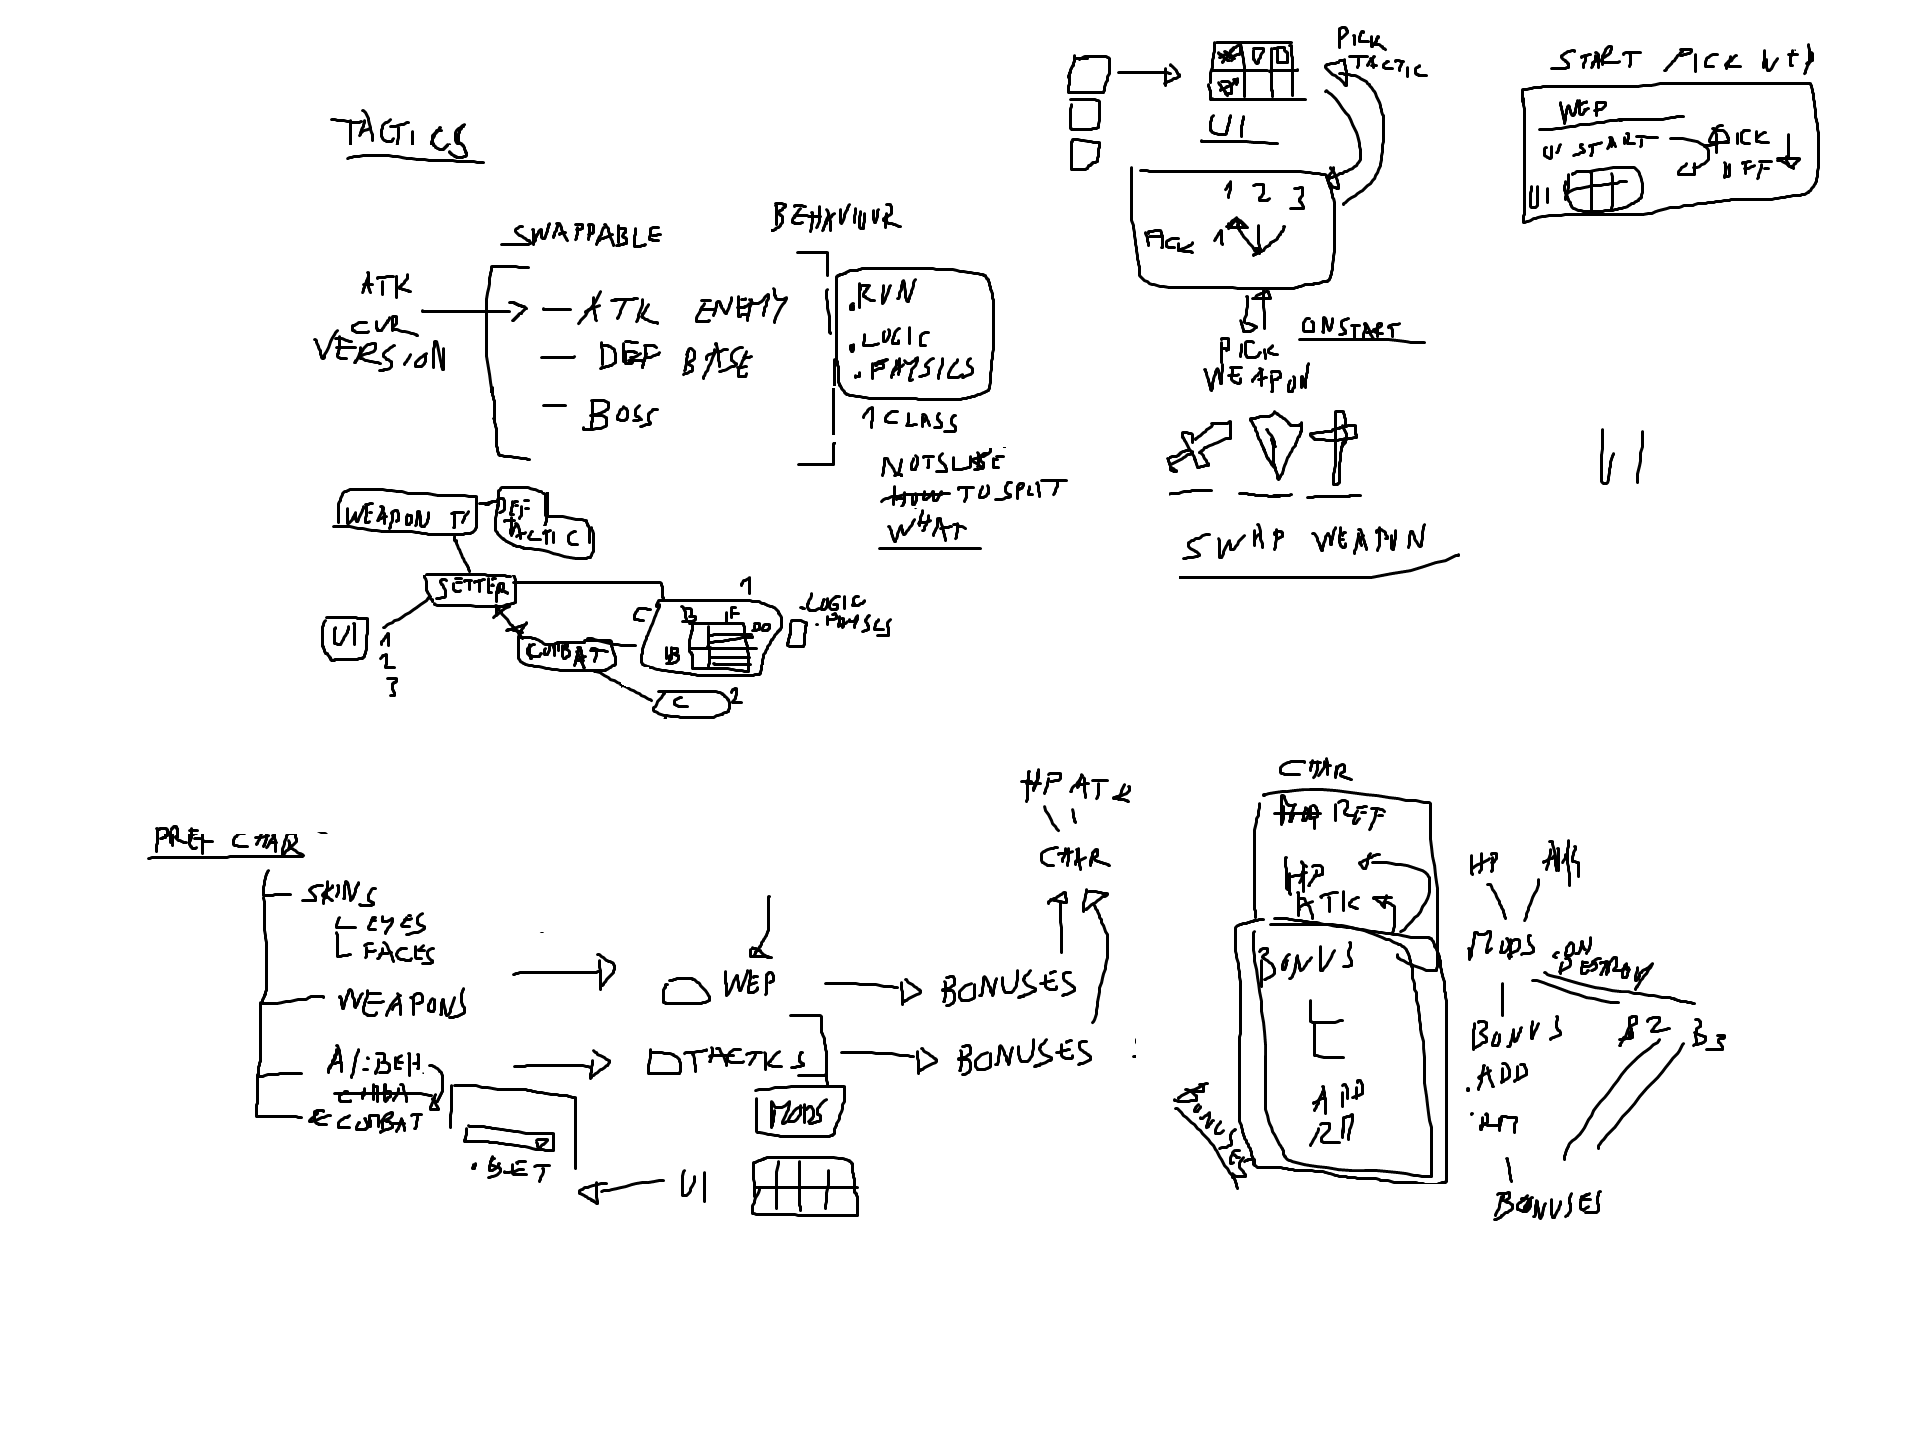 TACTICS
SWAPPABLE
BEHAVIOUR
ATK
CUR
VERSION
ATK ENEMY
DEF BASE
BOSS
.RUN
.LOGIC
.PHYSICS
1 CLASS
NOT SURE
HOW TO SPLIT
WHAT
WEAPON
DEF
TACTIC
SETTER
UI
1
2
3
COMBAT
C
1
B
F
C
2
.LOGIC
.PHYSCS
PICK
TACTIC
UI
1 2 3
PICK 1
ONSTART
PICK
WEAPON
SWAP WEAPON
START PICK
WEP
UI START
PICK
OFF
UI
UI
PREF CHAR
SKINS
EYES
FACES
WEAPONS
A/:BEH.
& COMBAT
.SET
WEP
TACTICS
MODS
UI
BONUSES
BONUSES
HP ATK
CHAR
CHAR
REF
HP
ATK
BONUS
ADD
RM
BONUSES
HP
ATK
MODS
.ON
DESTROY
BONUS
B2
B3
.ADD
.RM
BONUSES